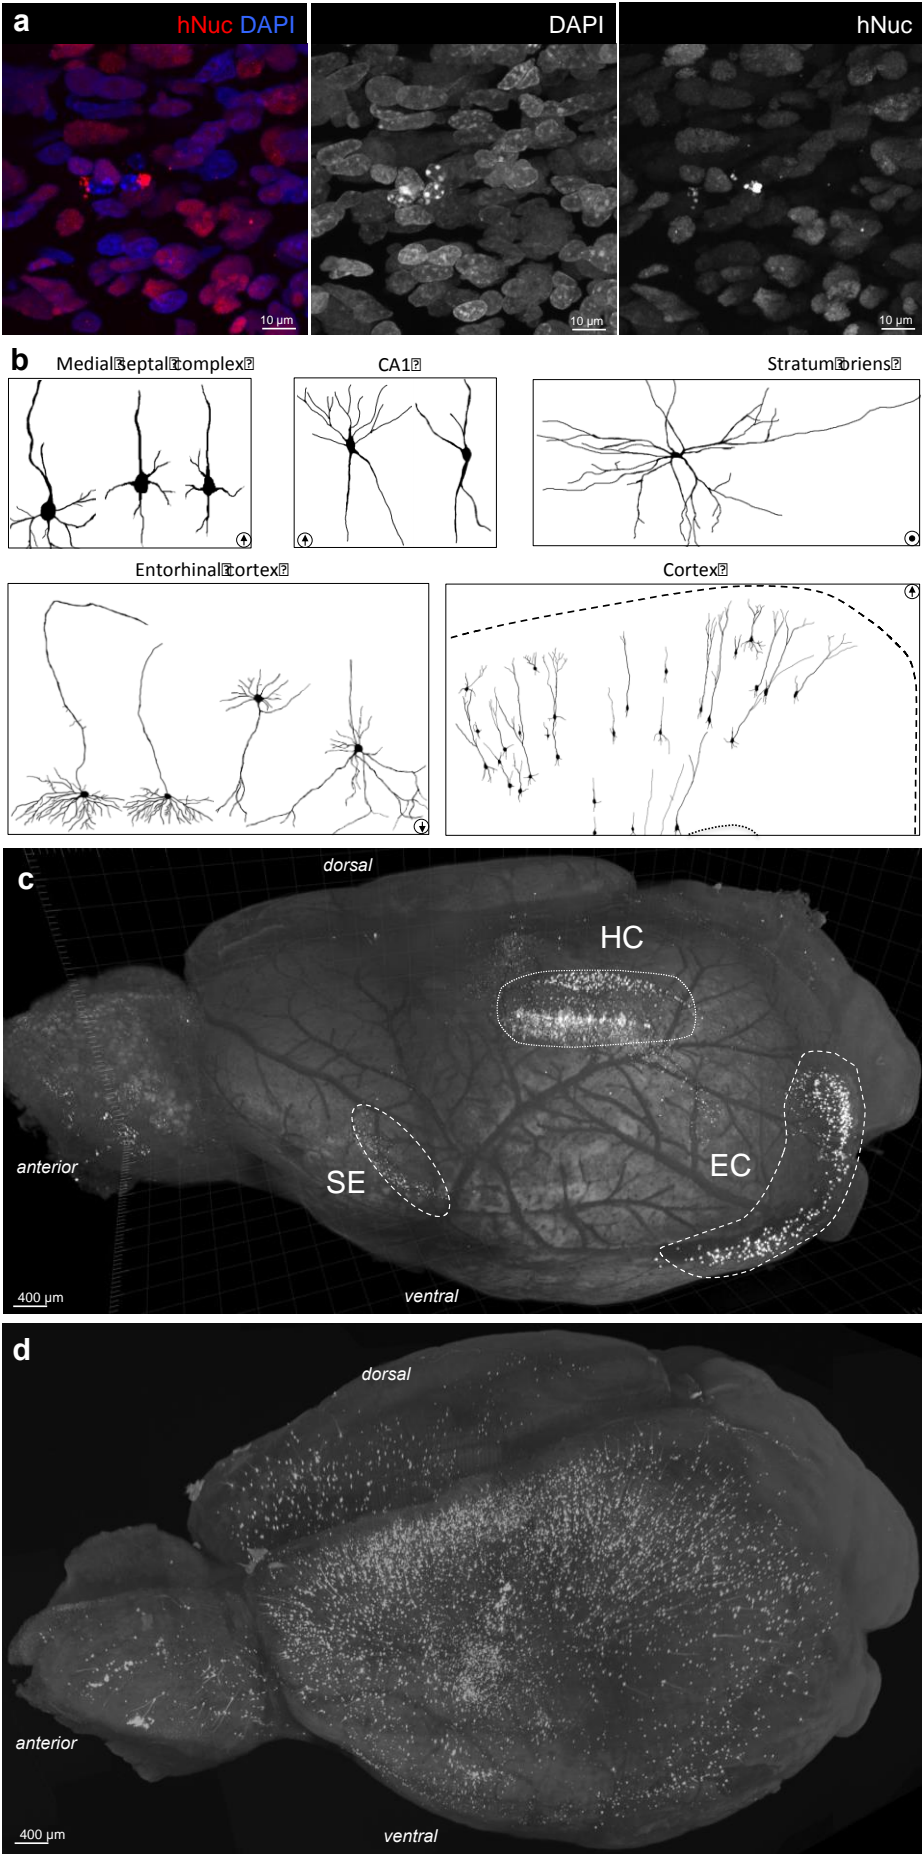 a
hNuc DAPI
DAPI
hNuc
10 µm
10 µm
10 µm
b
Medial⍰septal⍰complex⍰
CA1⍰
Stratum⍰oriens⍰
Entorhinal⍰cortex⍰
Cortex⍰
c
dorsal
HC
EC
SE
anterior
ventral
400 µm
d
dorsal
anterior
ventral
400 µm